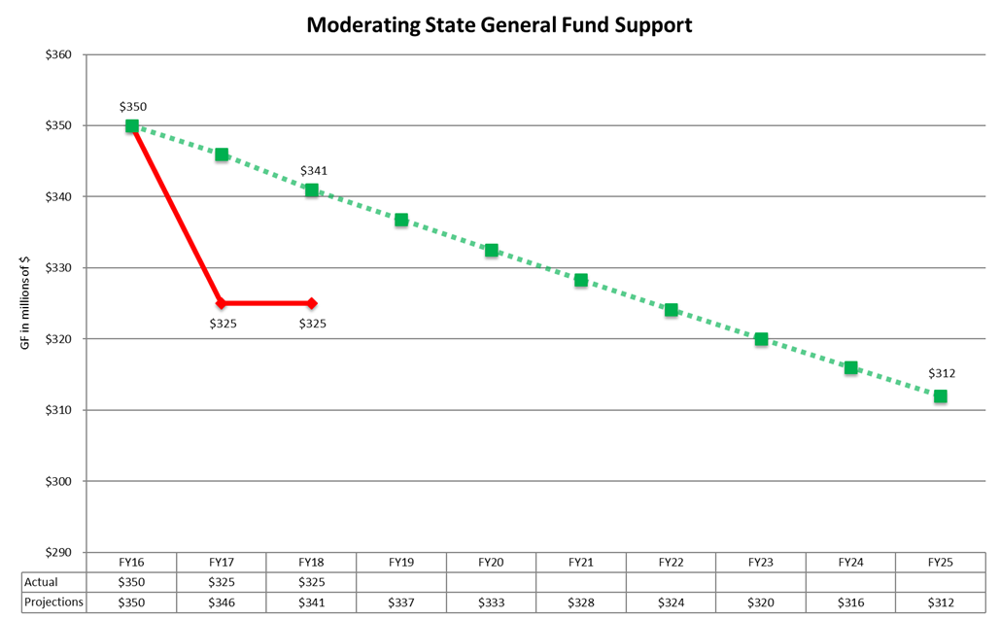 Moderating State General Fund Support
$360
$350
$340
$330
$320
$310
$300
$290
GF in millions of $
$350
$341
$325
$325
$312
FY16 FY17 FY18 FY19 FY20 FY21 FY22 FY23 FY24 FY25
Actual $350 $325 $325
Projections $350 $346 $341 $337 $333 $328 $324 $320 $316 $312